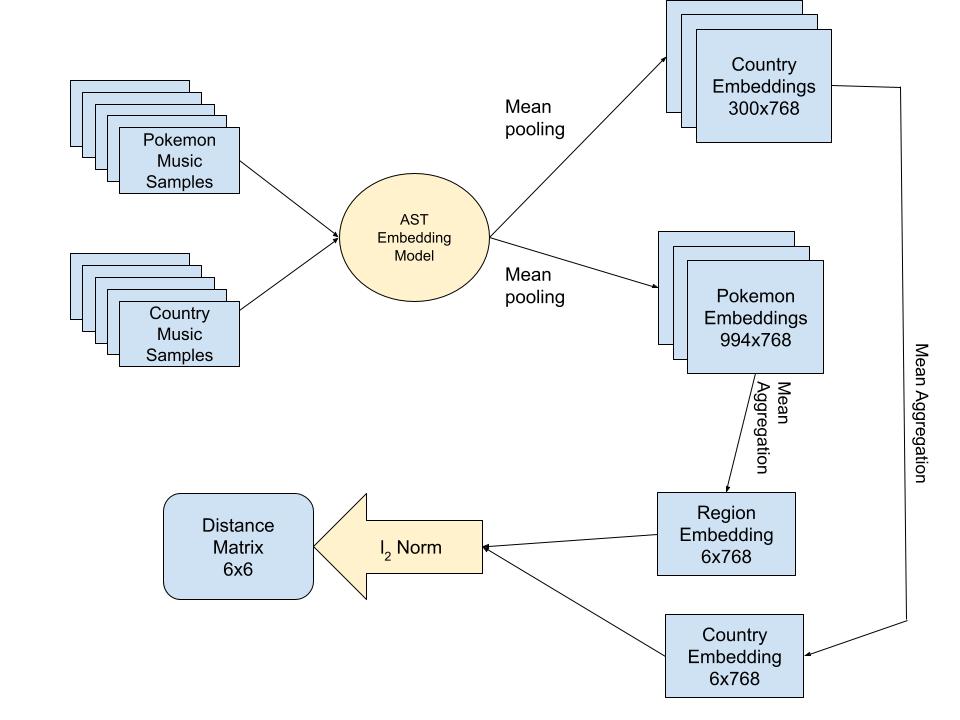 Pokemon
Music
Samples
Country
Music
Samples
AST
Embedding
Model
Mean
pooling
Mean
pooling
Country
Embeddings
300x768
Pokemon
Embeddings
994x768
Mean
Aggregation
Mean Aggregation
Region
Embedding
6x768
Country
Embedding
6x768
l2 Norm
Distance
Matrix
6x6